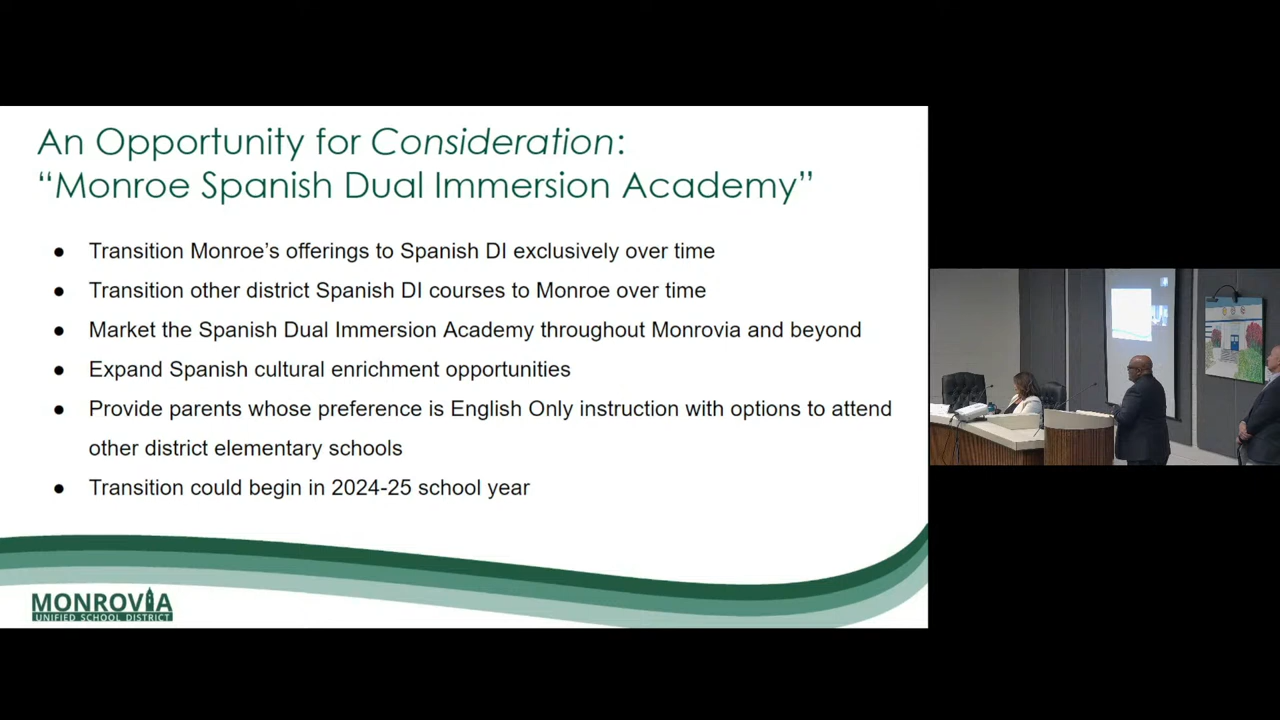 An Opportunity for Consideration:
“Monroe Spanish Dual Immersion Academy”
● Transition Monroe’s offerings to Spanish DI exclusively over time
● Transition other district Spanish DI courses to Monroe over time
● Market the Spanish Dual Immersion Academy throughout Monrovia and beyond
● Expand Spanish cultural enrichment opportunities
● Provide parents whose preference is English Only instruction with options to attend
other district elementary schools
● Transition could begin in 2024-25 school year
MONROVIA
UNIFIED SCHOOL DISTRICT